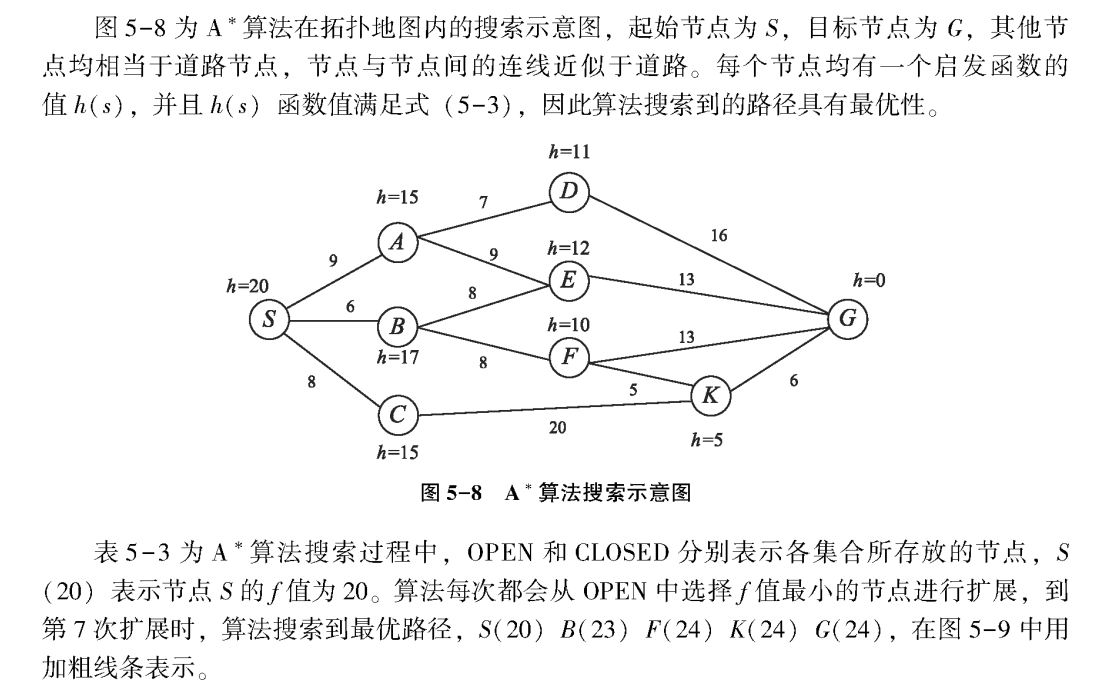 图 5-8 为 A*算法在拓扑地图内的搜索示意图，起始节点为 S，目标节点为 G，其他节
点均相当于道路节点，节点与节点间的连线近似于道路。每个节点均有一个启发函数的
值 h(s)，并且 h(s) 函数值满足式 (5-3)，因此算法搜索到的路径具有最优性。
h=11
D
h=15
7
A
16
9
9
h=12
E
h=20
8
13
h=0
S
6
B
h=17
h=10
F
13
G
8
8
5
K
6
C
20
h=5
h=15
图 5-8 A*算法搜索示意图
表 5-3 为 A*算法搜索过程中，OPEN 和 CLOSED 分别表示各集合所存放的节点，S
(20) 表示节点 S 的 f 值为 20。算法每次都会从 OPEN 中选择 f 值最小的节点进行扩展，到
第 7 次扩展时，算法搜索到最优路径，S(20) B(23) F(24) K(24) G(24)，在图 5-9 中用
加粗线条表示。